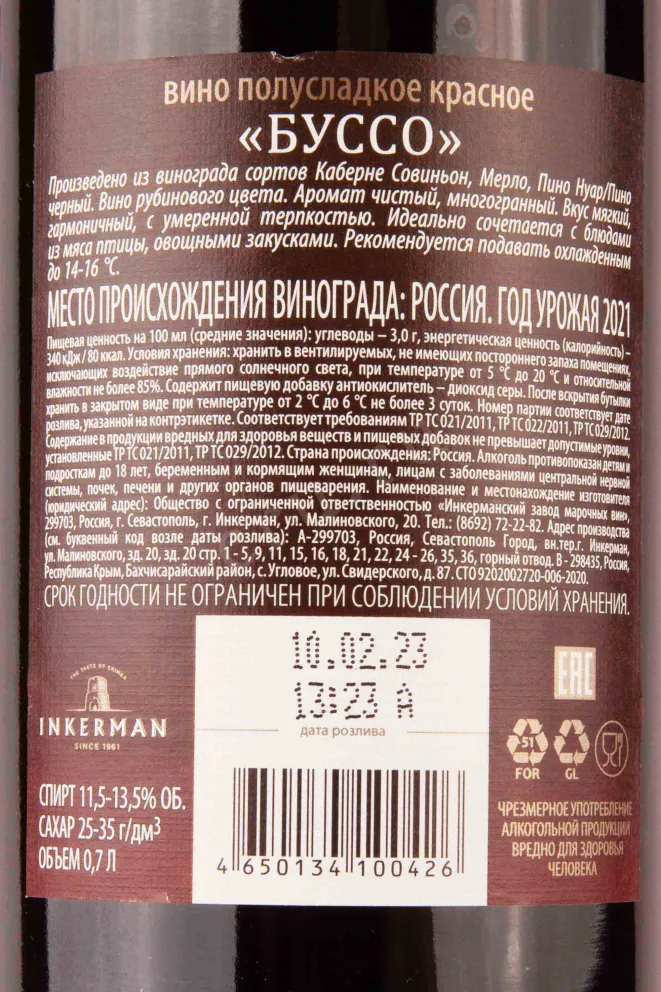 вино полусладкое красное
«БУССО»
Произведено из винограда сортов Каберне Совиньон, Мерло, Пино Нуар/Пино
черный. Вино рубинового цвета. Аромат чистый, многогранный. Вкус мягкий,
гармоничный, с умеренной терпкостью. Идеально сочетается с блюдами
из мяса птицы, овощными закусками. Рекомендуется подавать охлажденным
до 14-16 °C.
МЕСТО ПРОИСХОЖДЕНИЯ ВИНОГРАДА: РОССИЯ. ГОД УРОЖАЯ 2021
Пищевая ценность на 100 мл (средние значения): углеводы – 3,0 г, энергетическая ценность (калорийность) –
340 кДж / 80 ккал. Условия хранения: хранить в вентилируемых, не имеющих постороннего запаха помещениях,
исключающих воздействие прямого солнечного света, при температуре от 5 °C до 20 °C и относительной
влажности не более 85%. Содержит пищевую добавку антиокислитель – диоксид серы. После вскрытия бутылки
хранить в закрытом виде при температуре от 2 °C до 6 °C не более 3 суток. Номер партии соответствует дате
розлива, указанной на контрэтикетке. Соответствует требованиям ТР ТС 021/2011, ТР ТС 022/2011, ТР ТС 029/2012.
Содержание в продукции вредных для здоровья веществ и пищевых добавок не превышает допустимые уровни,
установленные ТР ТС 021/2011, ТР ТС 029/2012. Страна происхождения: Россия. Алкоголь противопоказан детям и
подросткам до 18 лет, беременным и кормящим женщинам, лицам с заболеваниями центральной нервной
системы, почек, печени и других органов пищеварения. Наименование и местонахождение изготовителя
(юридический адрес): Общество с ограниченной ответственностью «Инкерманский завод марочных вин»,
299703, Россия, г. Севастополь, г. Инкерман, ул. Малиновского, 20. Тел.: (8692) 72-22-82. Адрес производства
(см. буквенный код возле даты розлива): А-299703, Россия, Севастополь Город, вн.тер.г. Инкерман,
ул. Малиновского, зд. 20, зд. 20 стр. 1 - 5, 9, 11, 15, 16, 18, 21, 22, 24 - 26, 35, 36, горный отвод. В - 298435, Россия,
Республика Крым, Бахчисарайский район, с. Угловое, ул. Свидерского, д. 87. СТО 9202002720-006-2020.
СРОК ГОДНОСТИ НЕ ОГРАНИЧЕН ПРИ СОБЛЮДЕНИИ УСЛОВИЙ ХРАНЕНИЯ.
10.02.23
13:23 А
дата розлива
4 650134 100426
THE TASTE OF CRIMEA
INKERMAN
SINCE 1961
СПИРТ 11,5-13,5% ОБ.
САХАР 25-35 г/дм³
ОБЪЕМ 0,7 Л
EAC
51
FOR GL
ЧРЕЗМЕРНОЕ УПОТРЕБЛЕНИЕ
АЛКОГОЛЬНОЙ ПРОДУКЦИИ
ВРЕДНО ДЛЯ ЗДОРОВЬЯ
ЧЕЛОВЕКА